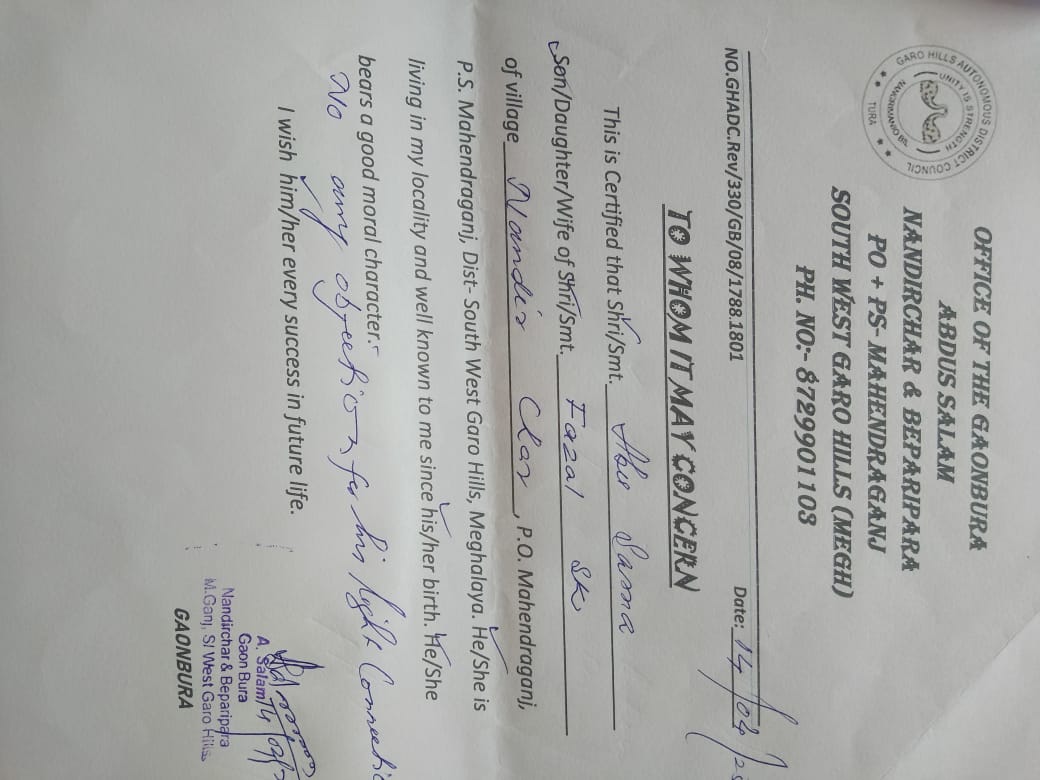 GARO HILLS AUTONOMOUS DISTRICT COUNCIL
UNITY IS STRENGTH
TURA
OFFICE OF THE GAONBURA
ABDUS SALAM
NANDIRCHAR & BEPARIPARA
PO + PS- MAHENDRAGANJ
SOUTH WEST GARO HILLS (MEGH)
PH. NO:- 8729901103
NO.GHADC.Rev/330/GB/08/1788.1801 Date: 14/
TO WHOM IT MAY CONCERN
This is Certified that Shri/Smt. Abu Sama
Son/Daughter/Wife of Shri/Smt. Fazal Sk
of village Nandir Char, P.O. Mahendraganj,
P.S. Mahendraganj, Dist- South West Garo Hills, Meghalaya. He/She is
living in my locality and well known to me since his/her birth. He/She
bears a good moral character.
No any objection for his light Connecti
I wish him/her every success in future life.
A. Salam
Gaon Bura
Nandirchar & Beparipara
M.Ganj, S/ West Garo Hills
GAONBURA